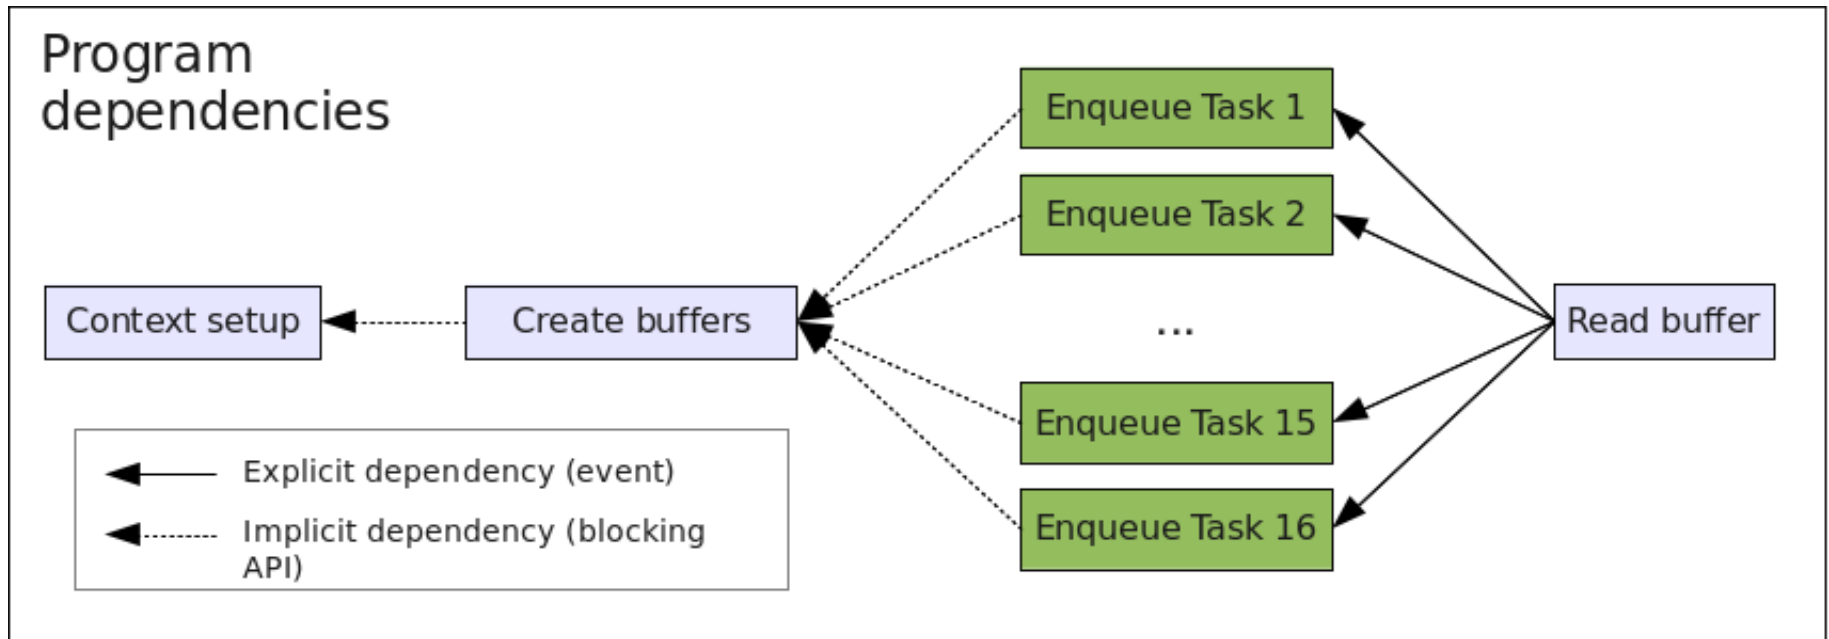 Program
dependencies
Enqueue Task 1
Enqueue Task 2
Context setup
Create buffers
...
Read buffer
Enqueue Task 15
Enqueue Task 16
Explicit dependency (event)
Implicit dependency (blocking
API)